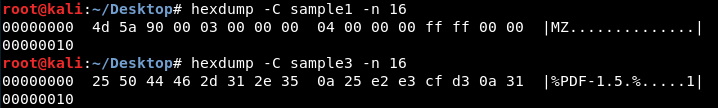 root@kali:~/Desktop# hexdump -C sample1 -n 16
00000000  4d 5a 90 00 03 00 00 00  04 00 00 00 ff ff 00 00  |MZ..............|
00000010
root@kali:~/Desktop# hexdump -C sample3 -n 16
00000000  25 50 44 46 2d 31 2e 35  0a 25 e2 e3 cf d3 0a 31  |%PDF-1.5.%.....1|
00000010